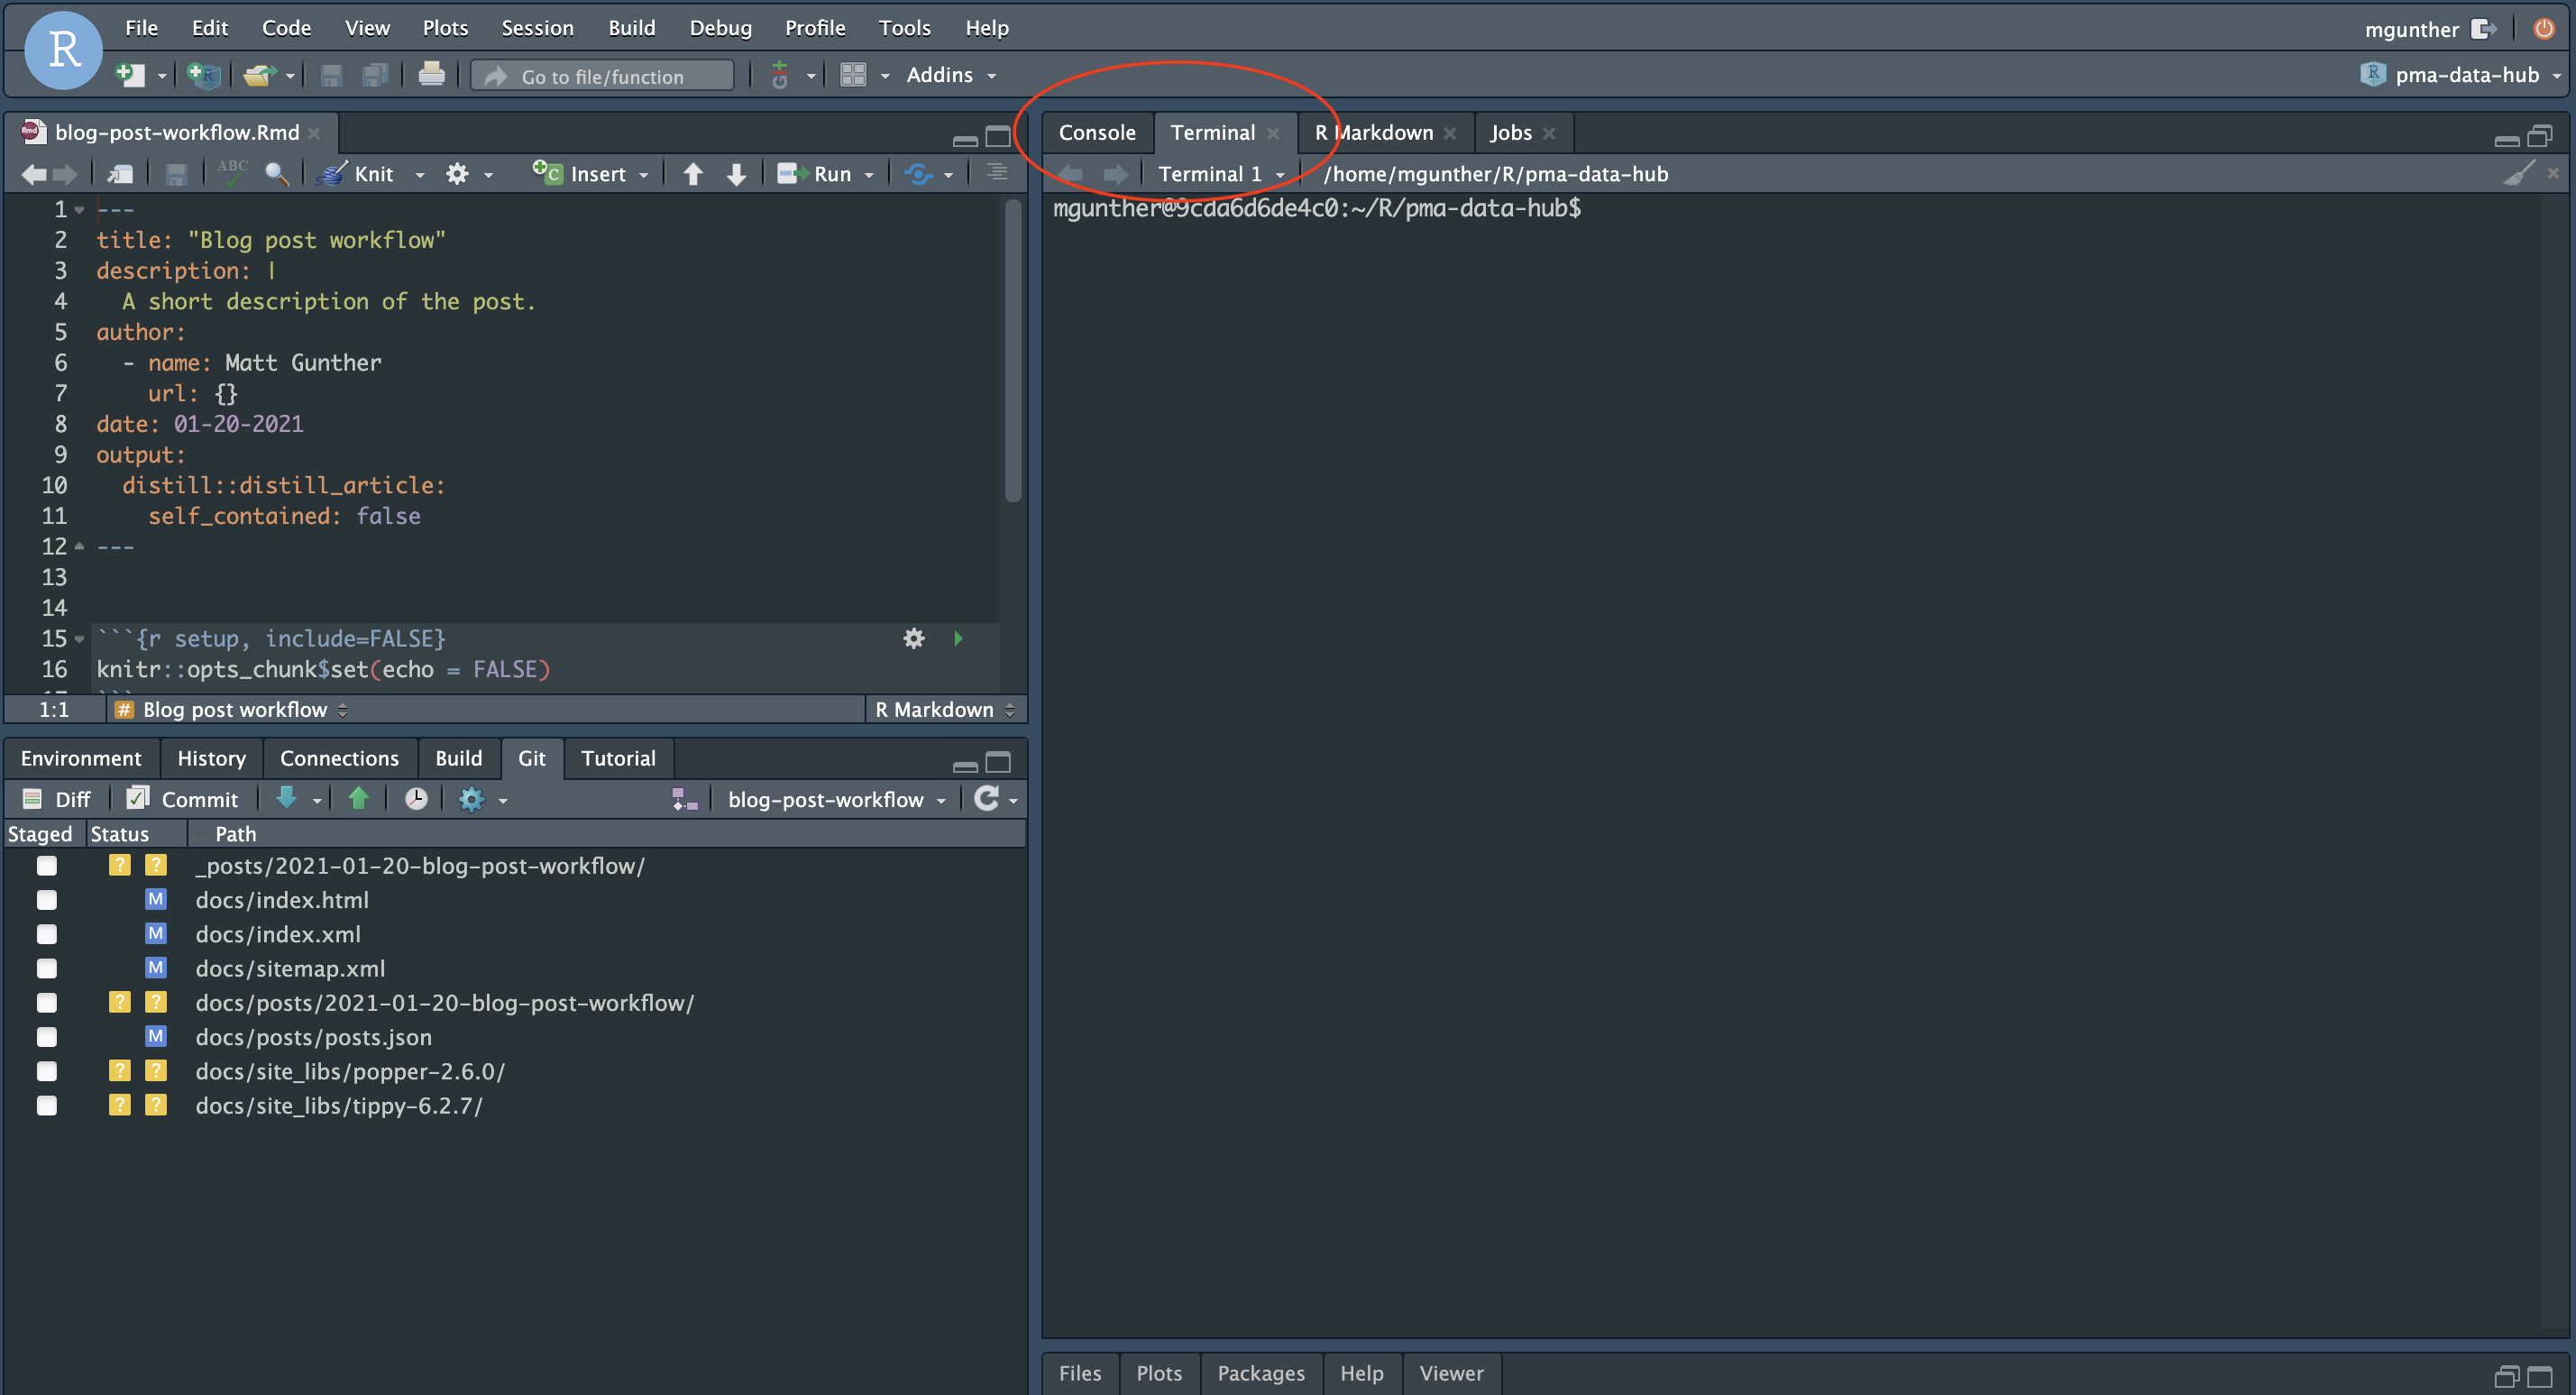 R
File Edit Code View Plots Session Build Debug Profile Tools Help
mgunther
Go to file/function
Addins
pma-data-hub
blog-post-workflow.Rmd
ABC Knit Insert Run
1 ---
2 title: "Blog post workflow"
3 description: |
4 A short description of the post.
5 author:
6 - name: Matt Gunther
7 url: {}
8 date: 01-20-2021
9 output:
10 distill::distill_article:
11 self_contained: false
12 ---
13
14
15 ```{r setup, include=FALSE}
16 knitr::opts_chunk$set(echo = FALSE)
1:1 # Blog post workflow R Markdown
Environment History Connections Build Git Tutorial
Diff Commit blog-post-workflow
Staged Status Path
? ? _posts/2021-01-20-blog-post-workflow/
M docs/index.html
M docs/index.xml
M docs/sitemap.xml
? ? docs/posts/2021-01-20-blog-post-workflow/
M docs/posts/posts.json
? ? docs/site_libs/popper-2.6.0/
? ? docs/site_libs/tippy-6.2.7/
Console Terminal R Markdown Jobs
Terminal 1 /home/mgunther/R/pma-data-hub
mgunther@9cda6d6de4c0:~/R/pma-data-hub$
Files Plots Packages Help Viewer